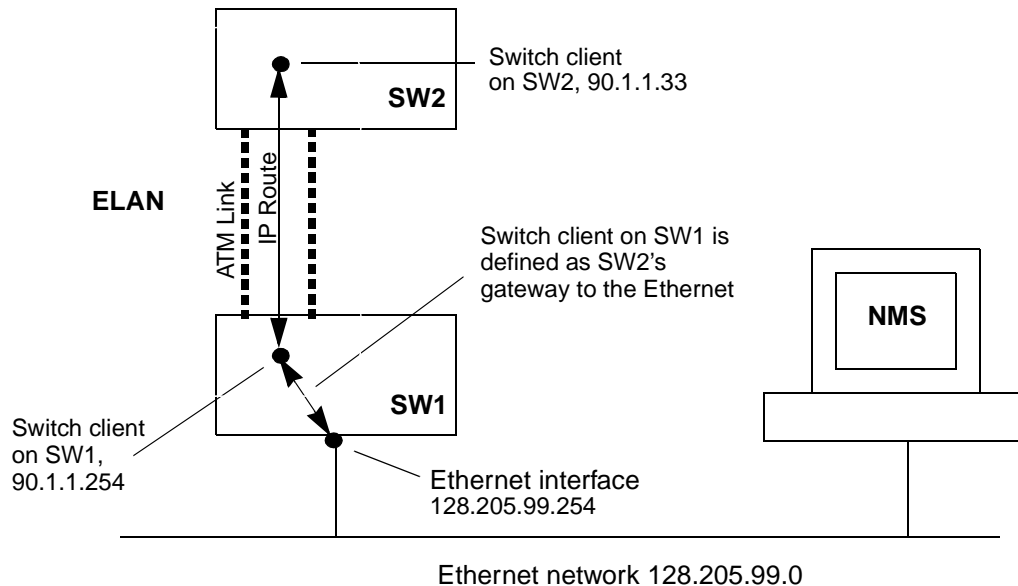 Switch client
on SW2, 90.1.1.33
SW2
ELAN
ATM Link
IP Route
Switch client on SW1 is
defined as SW2's
gateway to the Ethernet
NMS
SW1
Switch client
on SW1,
90.1.1.254
Ethernet interface
128.205.99.254
Ethernet network 128.205.99.0